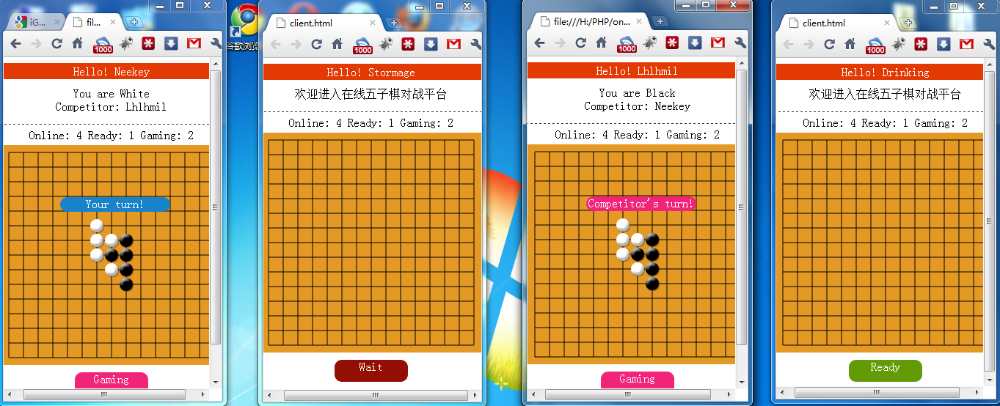 iG...
fil...
1000
Hello! Neekey
You are White
Competitor: Lhlhmil
Online: 4 Ready: 1 Gaming: 2
Your turn!
Gaming
谷歌浏览
client.html
1000
Hello! Stormage
欢迎进入在线五子棋对战平台
Online: 4 Ready: 1 Gaming: 2
Wait
file:///H:/PHP/on...
1000
Hello! Lhlhmil
You are Black
Competitor: Neekey
Online: 4 Ready: 1 Gaming: 2
Competitor's turn!
Gaming
client.html
1000
Hello! Drinking
欢迎进入在线五子棋对战平台
Online: 4 Ready: 1 Gaming: 2
Ready